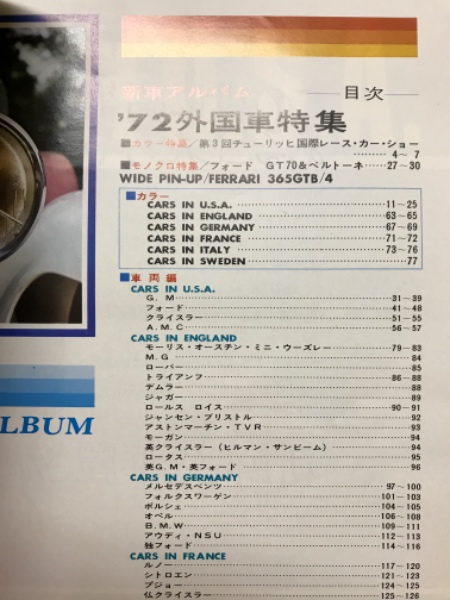 新車アルバム ――目次――
'72外国車特集
■カラー特集／第3回チューリッヒ国際レース・カー・ショー
………… 4～ 7
■モノクロ特集／フォード GT70&ベルトーネ……27～30
WIDE PIN-UP/FERRARI 365GTB/4
■カラー
CARS IN U.S.A. ……11～25
CARS IN ENGLAND ……63～65
CARS IN GERMANY ……67～69
CARS IN FRANCE ……71～72
CARS IN ITALY ……73～76
CARS IN SWEDEN ……77
■車両編
CARS IN U.S.A.
G. M ……31～39
フォード ……41～48
クライスラー ……51～55
A.M.C ……56～57
CARS IN ENGLAND
モーリス・オースチン・ミニ・ウーズレー ……79～83
M.G ……84
ローバー ……85
トライアンフ ……86～88
デムラー ……88
ジャガー ……89
ロールス ロイス ……90～91
ジャンセン・ブリストル ……92
アストンマーチン・TVR ……93
モーガン ……94
英クライスラー（ヒルマン・サンビーム） ……94
ロータス ……95
英G.M・英フォード ……96
CARS IN GERMANY
メルセデスベンツ ……97～100
フォルクスワーゲン ……101～103
ポルシェ ……104～105
オペル ……106～108
B.M.W ……109～111
アウディ・NSU ……112～113
独フォード ……114～116
CARS IN FRANCE
ルノー ……117～120
シトロエン ……121～123
プジョー ……124～125
仏クライスラー ……125～126
LBUM